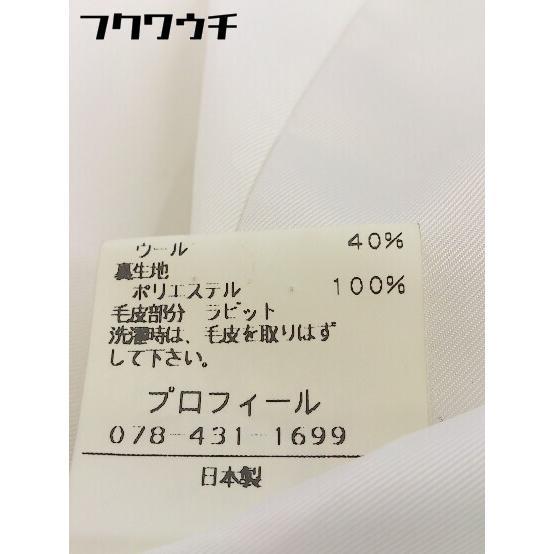 フクワウチ
ウール 40%
裏生地
ポリエステル 100%
毛皮部分 ラビット
洗濯時は、毛皮を取りはず
して下さい。
プロフィール
078-431-1699
日本製